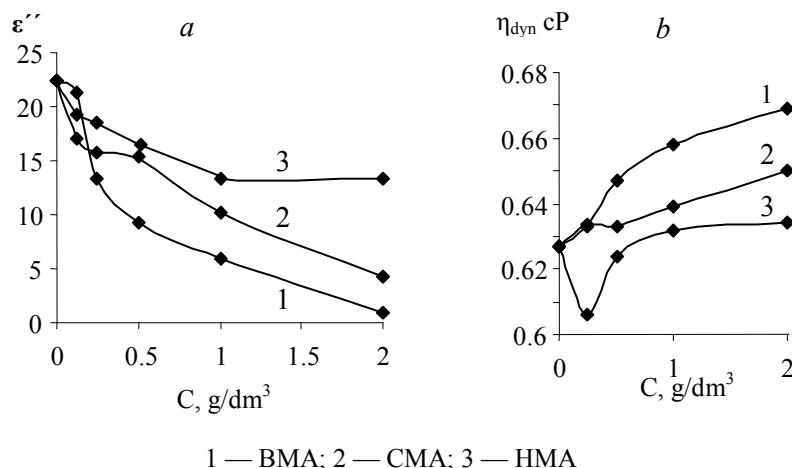 ε′′ a
25
20
15
10
5
0
3
2
1
0 0.5 1 1.5 2
C, g/dm³
η_dyn cP b
0.68
0.66
0.64
0.62
0.6
1
2
3
0 1 2
C, g/dm³
1 — BMA; 2 — CMA; 3 — HMA